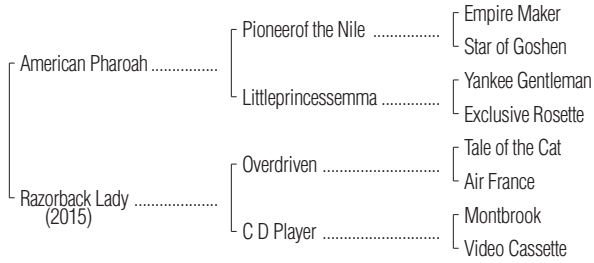 Empire Maker
Pioneerof the Nile ................
Star of Goshen
American Pharoah ................
Yankee Gentleman
Littleprincessemma ..............
Exclusive Rosette
Tale of the Cat
Overdriven ............................
Air France
Razorback Lady ....................
(2015)
Montbrook
C D Player ............................
Video Cassette